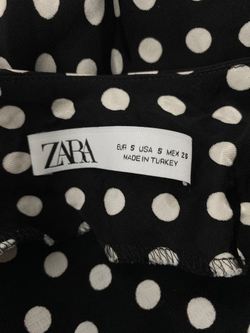 ZARA
EUR S USA S MEX 26
MADE IN TURKEY